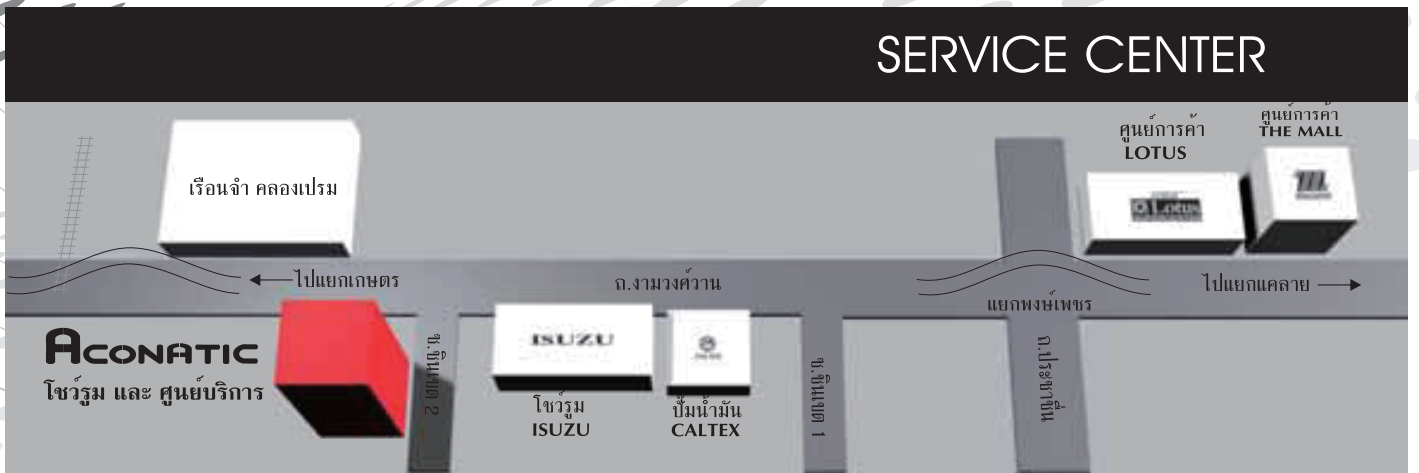 SERVICE CENTER
ศูนย์การค้า
THE MALL
ศูนย์การค้า
LOTUS
Lotus
เรือนจำ คลองเปรม
ไปแยกเกษตร
ถ.งามวงศ์วาน
ไปแยกแคลาย
แยกพงษ์เพชร
ACONATIC
โชว์รูม และ ศูนย์บริการ
ซ.ชินเขต 2
ISUZU
โชว์รูม
ISUZU
ปั๊มน้ำมัน
CALTEX
ซ.ชินเขต 1
ถ.ประชาชื่น